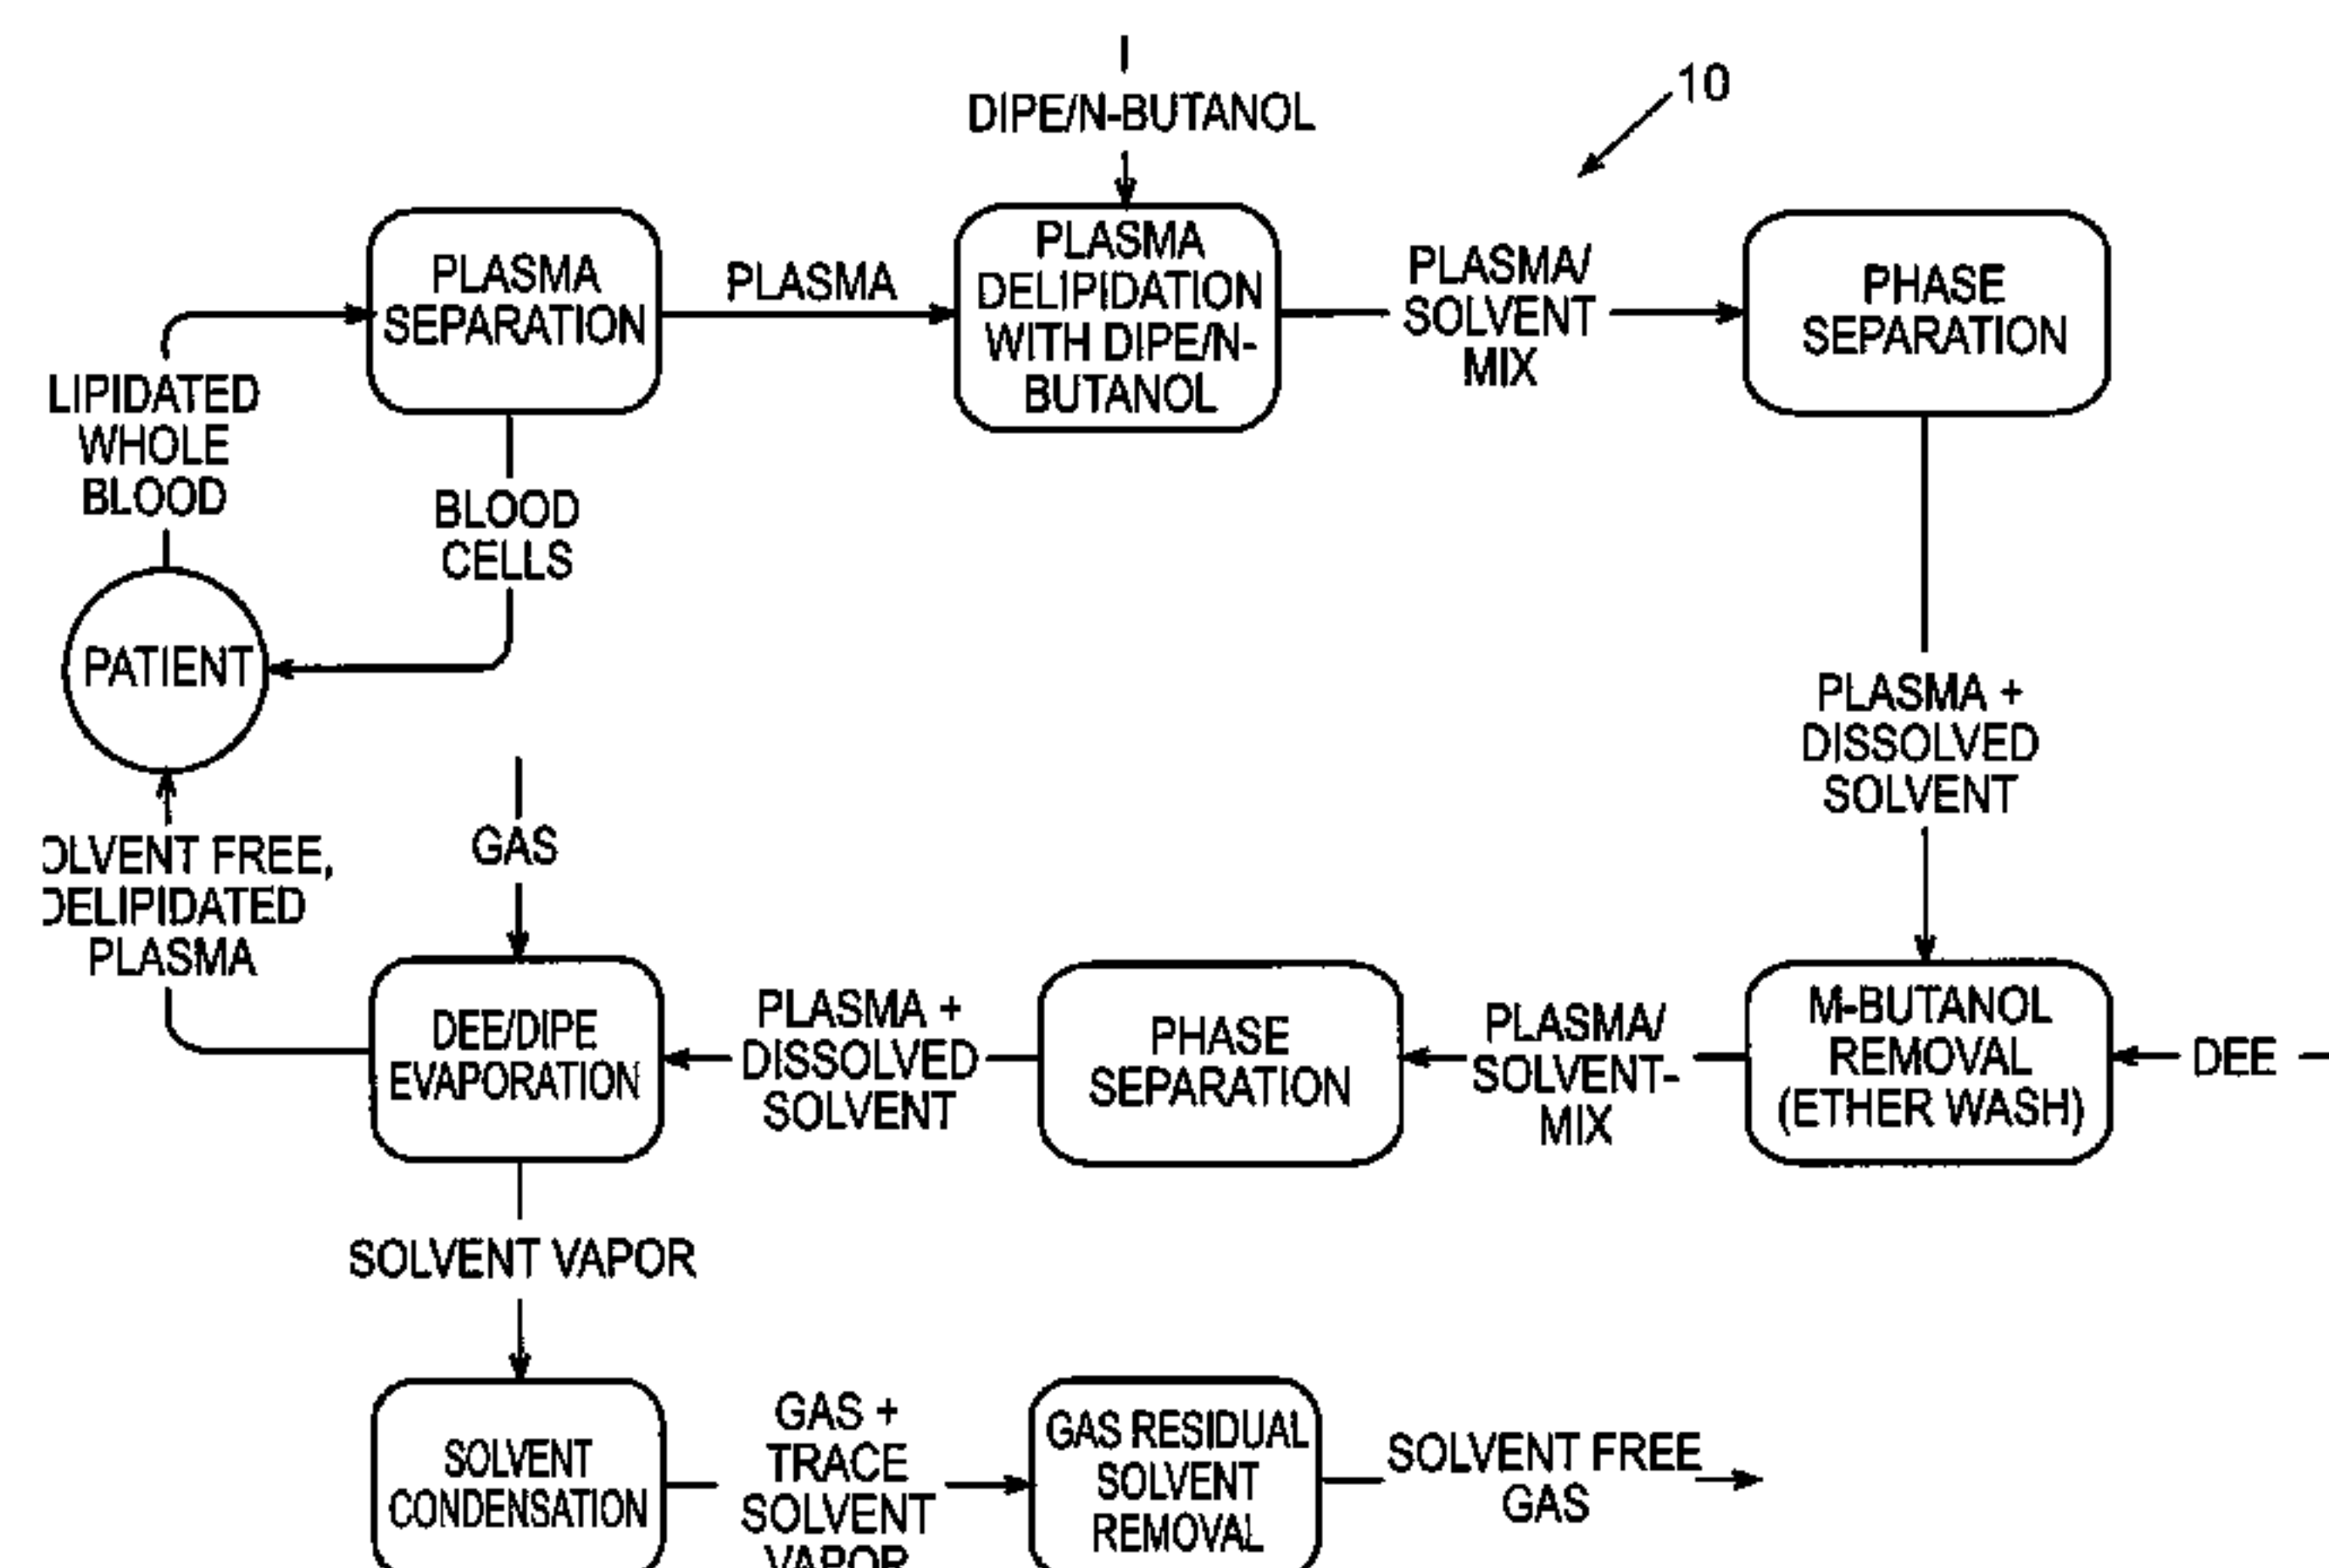 DIPE/N-BUTANOL
10
PLASMA
SEPARATION
PLASMA
PLASMA
DELIPIDATION
WITH DIPE/N-
BUTANOL
PLASMA/
SOLVENT
MIX
PHASE
SEPARATION
LIPIDATED
WHOLE
BLOOD
BLOOD
CELLS
PATIENT
PLASMA +
DISSOLVED
SOLVENT
OLVENT FREE,
DELIPIDATED
PLASMA
GAS
DEE/DIPE
EVAPORATION
PLASMA +
DISSOLVED
SOLVENT
PHASE
SEPARATION
PLASMA/
SOLVENT-
MIX
M-BUTANOL
REMOVAL
(ETHER WASH)
DEE
SOLVENT VAPOR
SOLVENT
CONDENSATION
GAS +
TRACE
SOLVENT
VAPOR
GAS RESIDUAL
SOLVENT
REMOVAL
SOLVENT FREE
GAS